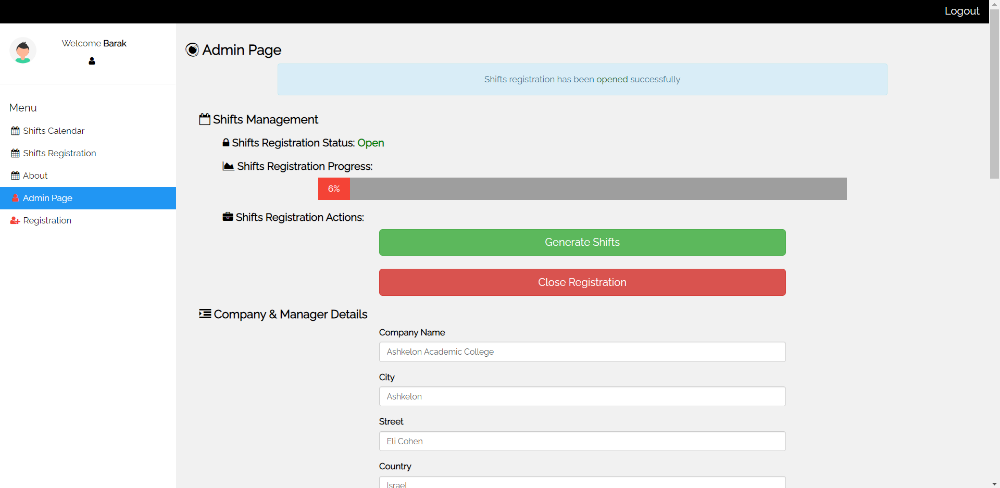 Logout
Welcome Barak
Menu
Shifts Calendar
Shifts Registration
About
Admin Page
Registration
Admin Page
Shifts registration has been opened successfully
Shifts Management
Shifts Registration Status: Open
Shifts Registration Progress:
6%
Shifts Registration Actions:
Generate Shifts
Close Registration
Company & Manager Details
Company Name
Ashkelon Academic College
City
Ashkelon
Street
Eli Cohen
Country
Israel